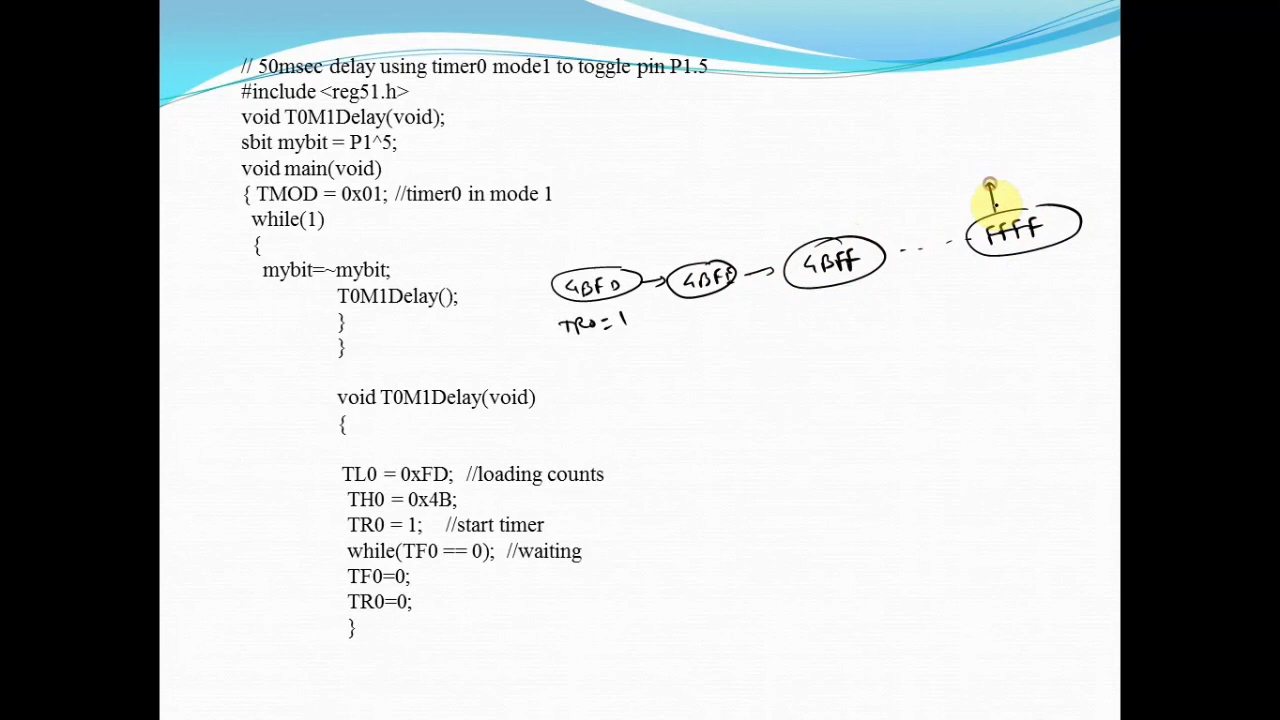 // 50msec delay using timer0 mode1 to toggle pin P1.5
#include <reg51.h>
void T0M1Delay(void);
sbit mybit = P1^5;
void main(void)
{ TMOD = 0x01; //timer0 in mode 1
while(1)
{
mybit=~mybit;
T0M1Delay();
}
}
4BFD → 4BFE → 4BFF . . . . FFFF
TR0 = 1
void T0M1Delay(void)
{
TL0 = 0xFD; //loading counts
TH0 = 0x4B;
TR0 = 1; //start timer
while(TF0 == 0); //waiting
TF0=0;
TR0=0;
}